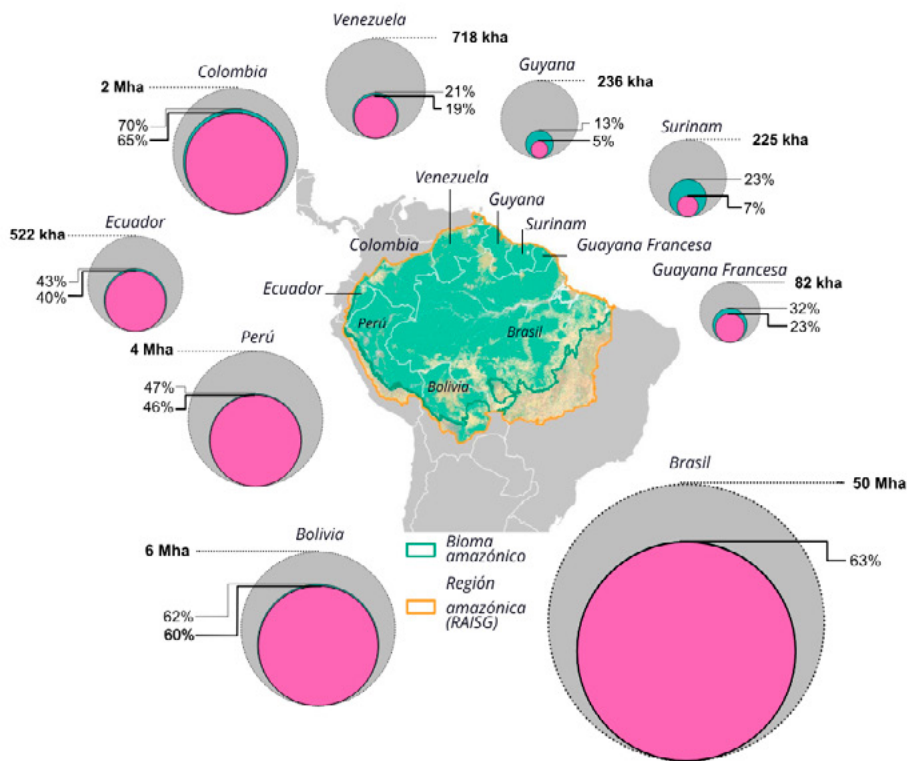 Venezuela
718 kha
21%
19%
Colombia
2 Mha
70%
65%
Guyana
236 kha
13%
5%
Surinam
225 kha
23%
7%
Ecuador
522 kha
43%
40%
Guayana Francesa
82 kha
32%
23%
Perú
4 Mha
47%
46%
Venezuela
Guyana
Surinam
Colombia
Guayana Francesa
Ecuador
Perú
Brasil
Bolivia
Bolivia
6 Mha
62%
60%
Bioma
amazónico
Región
amazónica
(RAISG)
Brasil
50 Mha
63%